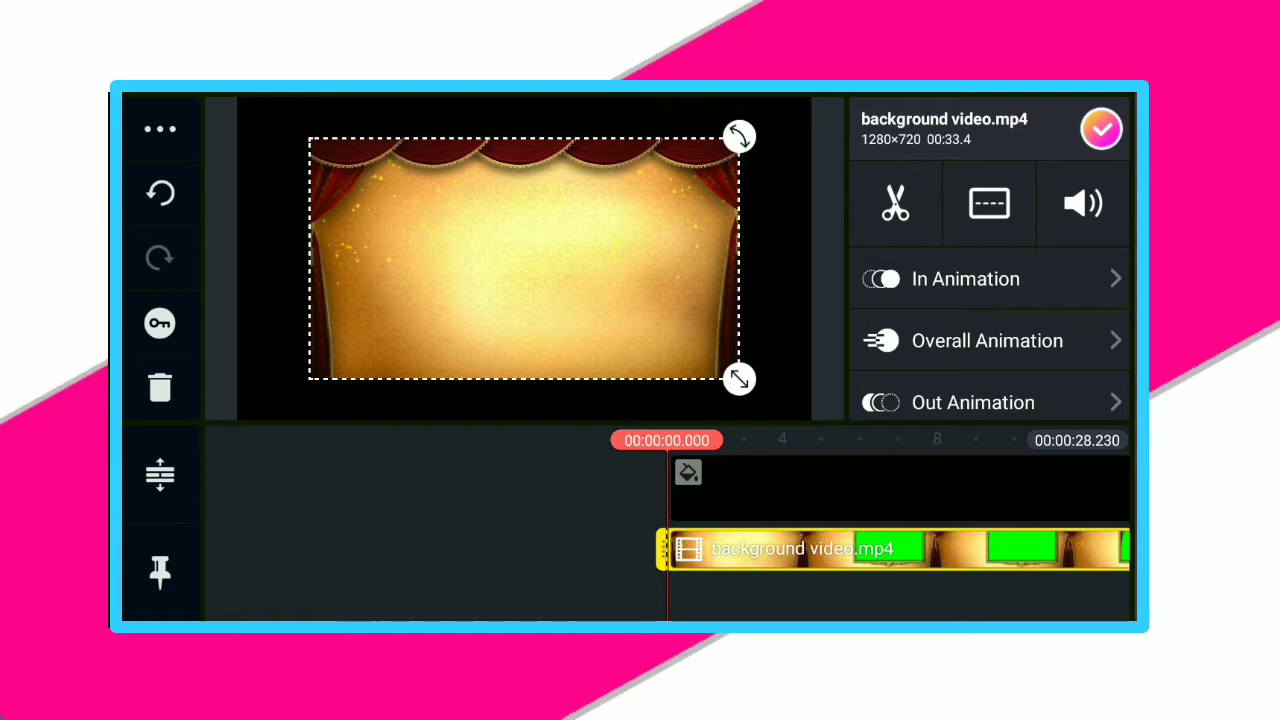 background video.mp4
1280×720 00:33.4
In Animation
Overall Animation
Out Animation
00:00:00.000
4
8
00:00:28.230
background video.mp4